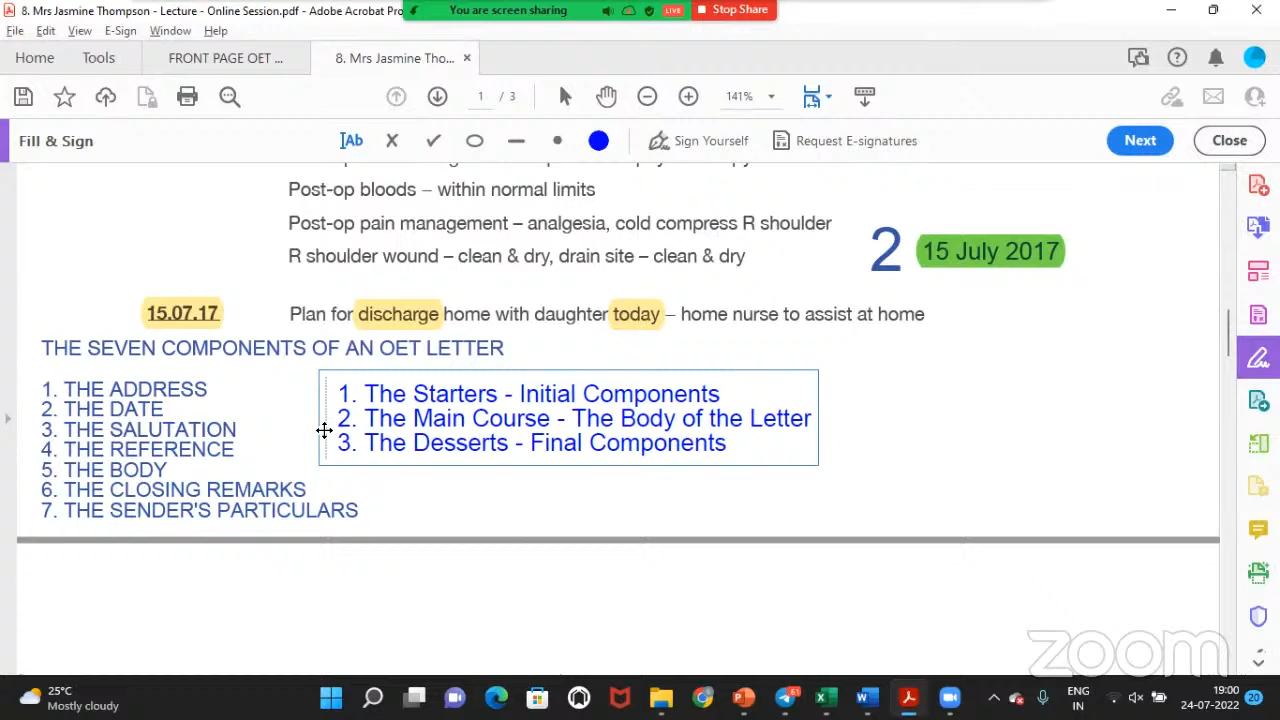 8. Mrs Jasmine Thompson - Lecture - Online Session.pdf - Adobe Acrobat Pro
You are screen sharing
LIVE
Stop Share
File Edit View E-Sign Window Help
Home Tools FRONT PAGE OET ... 8. Mrs Jasmine Tho... ×
1 / 3 141%
Fill & Sign
Ab
Sign Yourself
Request E-signatures
Next
Close
Post-op bloods – within normal limits
Post-op pain management – analgesia, cold compress R shoulder
R shoulder wound – clean & dry, drain site – clean & dry
2 15 July 2017
15.07.17 Plan for discharge home with daughter today – home nurse to assist at home
THE SEVEN COMPONENTS OF AN OET LETTER
1. THE ADDRESS
2. THE DATE
3. THE SALUTATION
4. THE REFERENCE
5. THE BODY
6. THE CLOSING REMARKS
7. THE SENDER'S PARTICULARS
1. The Starters - Initial Components
2. The Main Course - The Body of the Letter
3. The Desserts - Final Components
zoom
25°C
Mostly cloudy
61
ENG
IN
19:00
24-07-2022
20